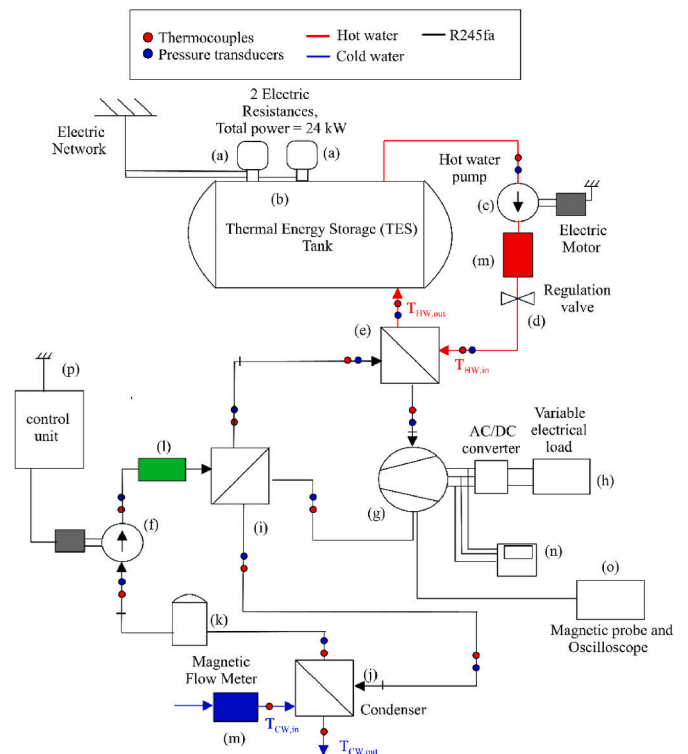 Thermocouples
Pressure transducers
Hot water
Cold water
R245fa
2 Electric
Resistances,
Total power = 24 kW
Electric
Network
(a)
(a)
(b)
Thermal Energy Storage (TES)
Tank
Hot water
pump
(c)
Electric
Motor
(m)
Regulation
valve
(d)
T_HW,out
(e)
T_HW,in
(p)
control
unit
(l)
(f)
(i)
(g)
AC/DC
converter
Variable
electrical
load
(h)
(n)
(o)
Magnetic probe and
Oscilloscope
(k)
(j)
Magnetic
Flow Meter
(m)
T_CW,in
Condenser
T_CW,out